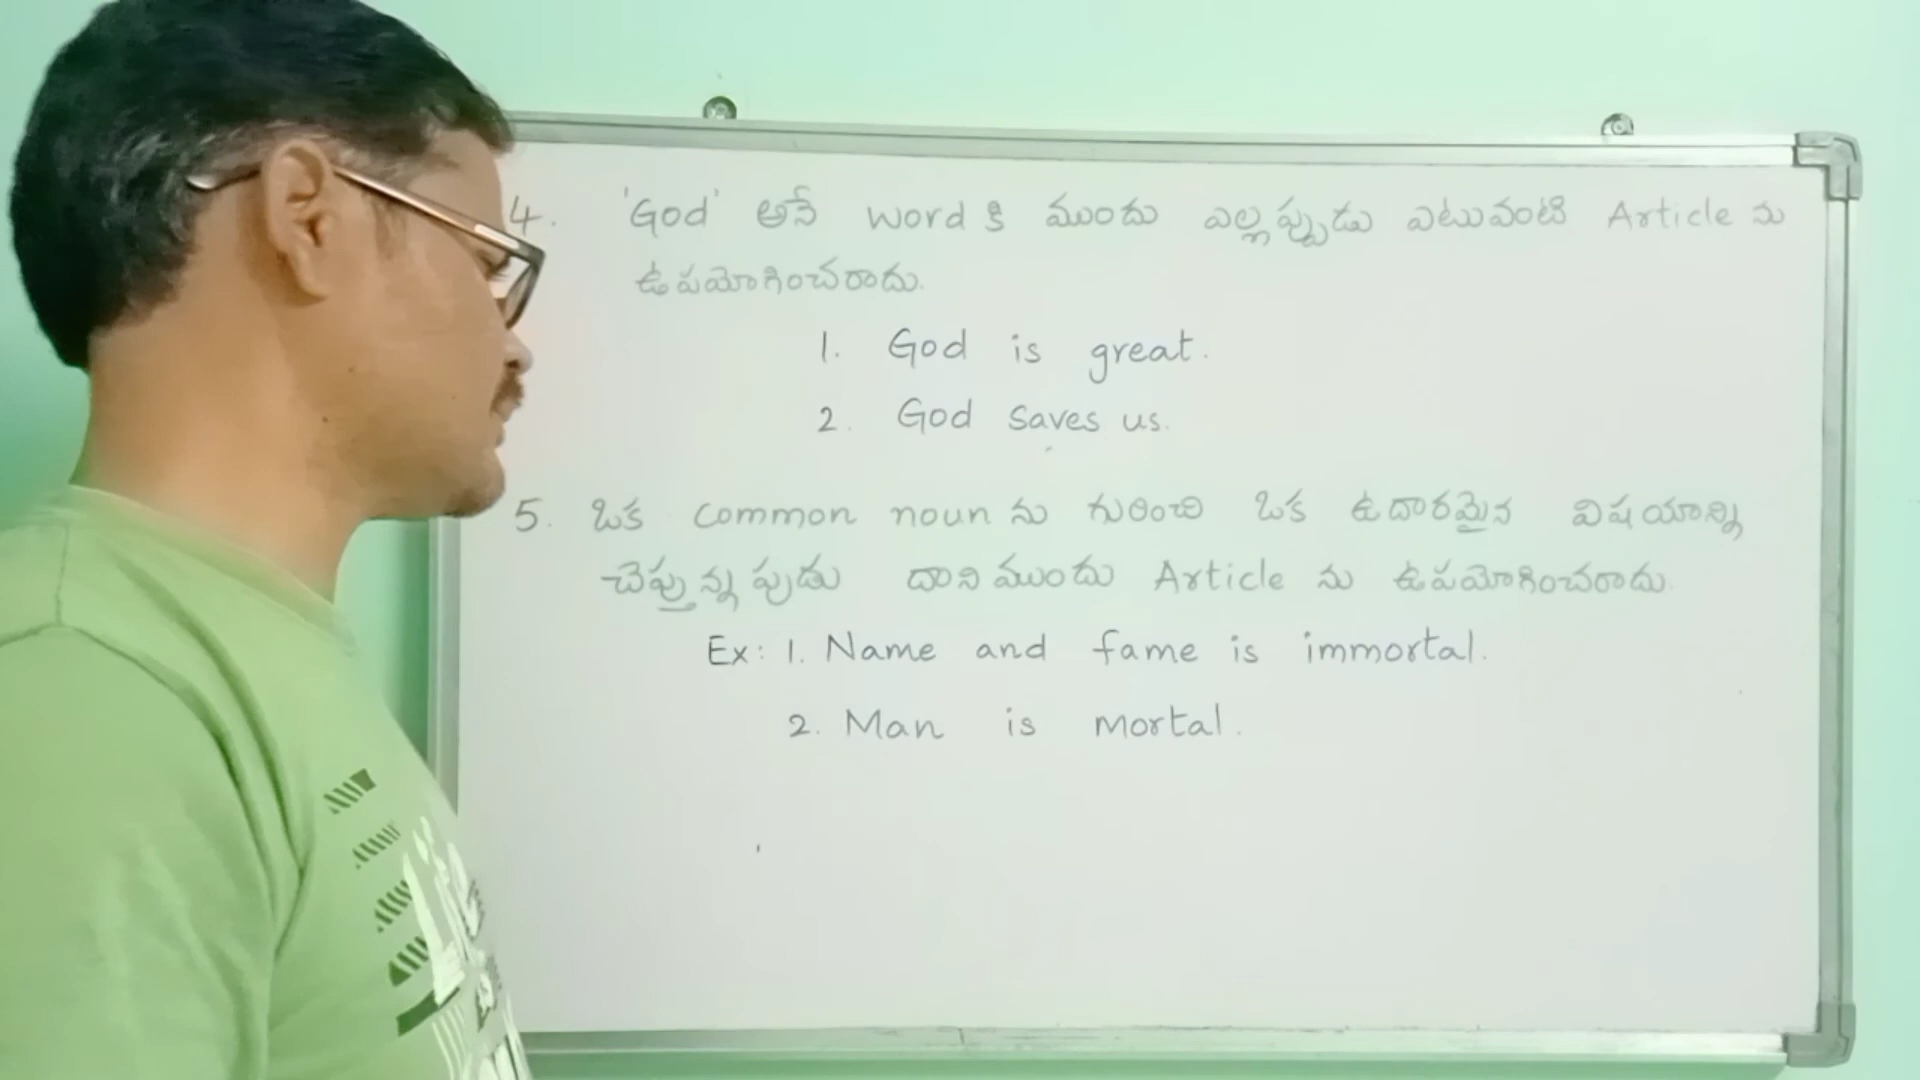 4. 'God' అనే word కి ముందు ఎల్లప్పుడు ఎటువంటి Article ను
ఉపయోగించరాదు.
1. God is great.
2. God saves us.
5. ఒక common noun ను గురించి ఒక ఉదారమైన విషయాన్ని
చెప్తున్నపుడు దానిముందు Article ను ఉపయోగించరాదు.
Ex: 1. Name and fame is immortal.
2. Man is mortal.